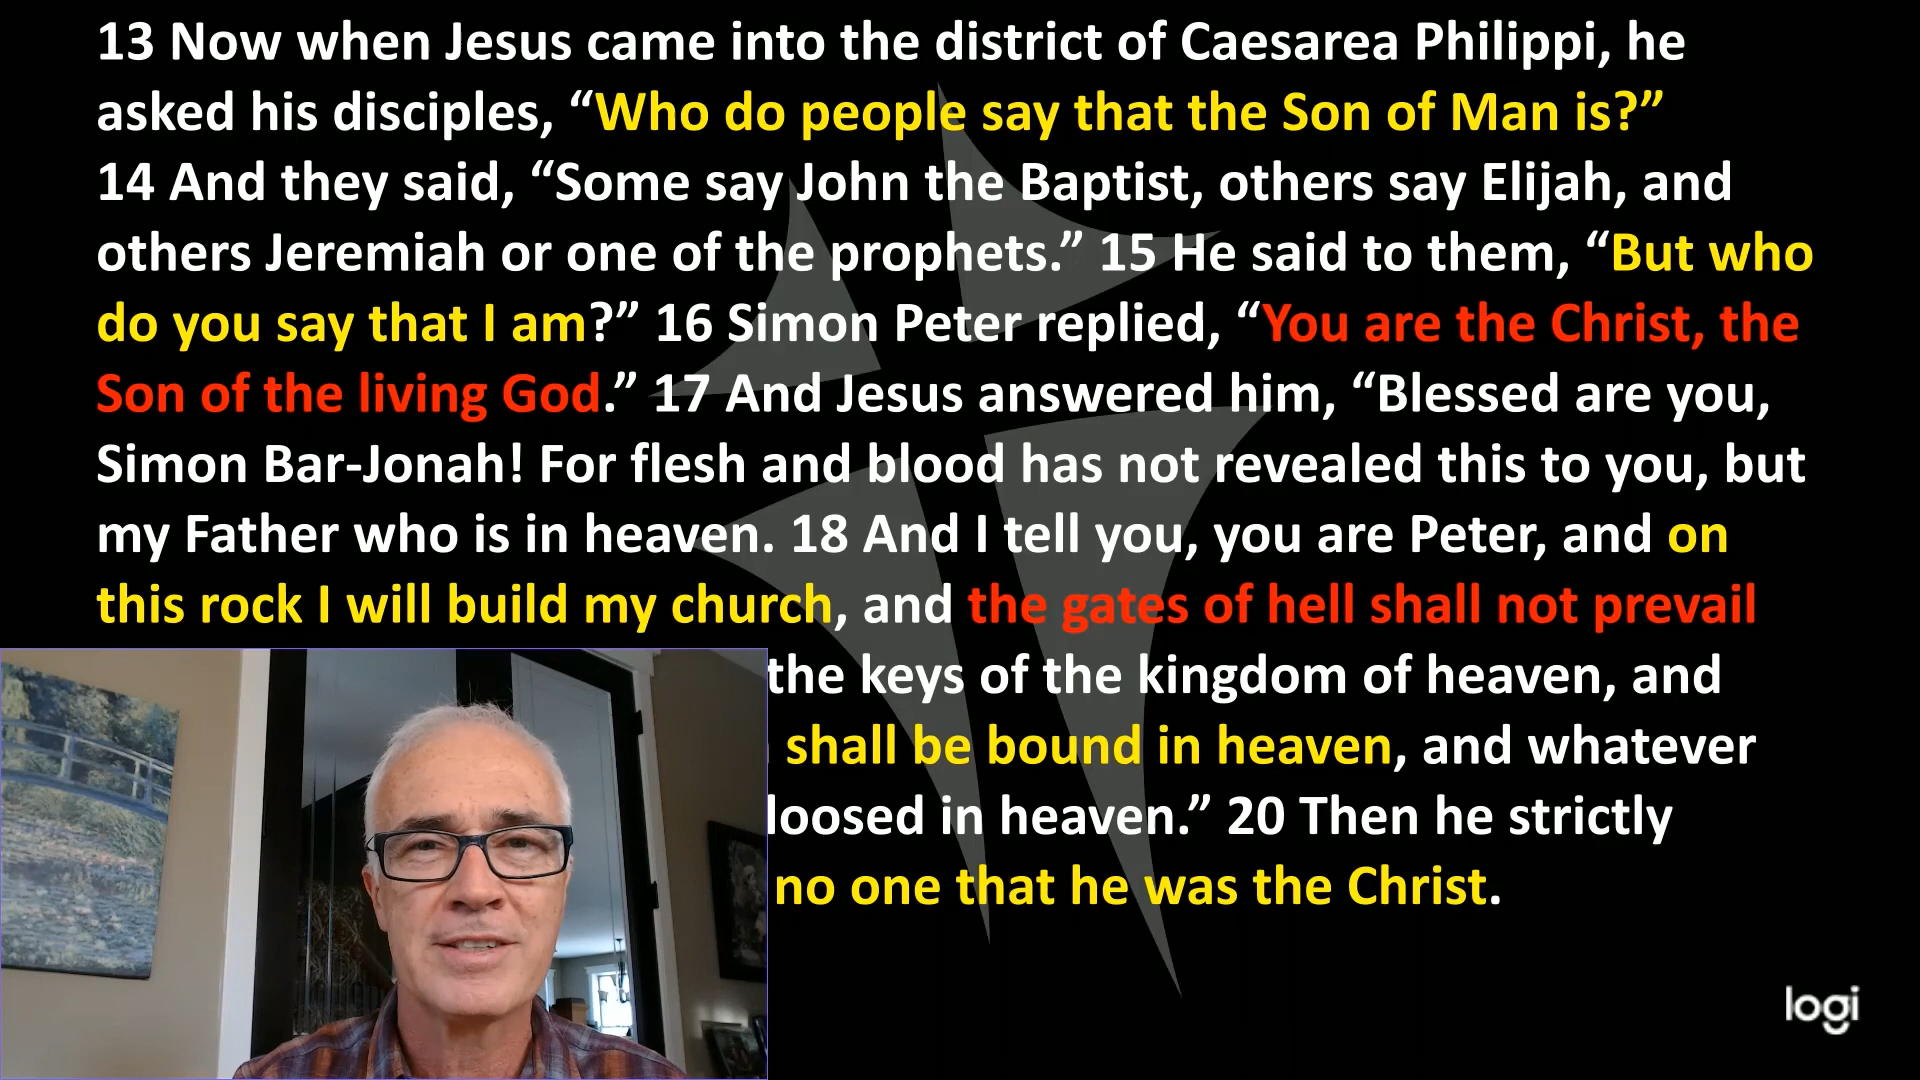 13 Now when Jesus came into the district of Caesarea Philippi, he
asked his disciples, “Who do people say that the Son of Man is?”
14 And they said, “Some say John the Baptist, others say Elijah, and
others Jeremiah or one of the prophets.” 15 He said to them, “But who
do you say that I am?” 16 Simon Peter replied, “You are the Christ, the
Son of the living God.” 17 And Jesus answered him, “Blessed are you,
Simon Bar-Jonah! For flesh and blood has not revealed this to you, but
my Father who is in heaven. 18 And I tell you, you are Peter, and on
this rock I will build my church, and the gates of hell shall not prevail
the keys of the kingdom of heaven, and
shall be bound in heaven, and whatever
loosed in heaven.” 20 Then he strictly
no one that he was the Christ.
logi